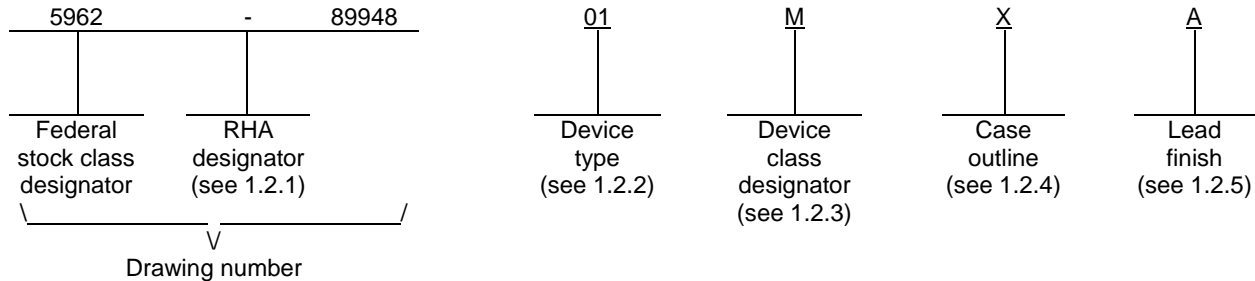 5962 - 89948 01 M X A
Federal stock class designator
RHA designator (see 1.2.1)
Device type (see 1.2.2)
Device class designator (see 1.2.3)
Case outline (see 1.2.4)
Lead finish (see 1.2.5)
Drawing number